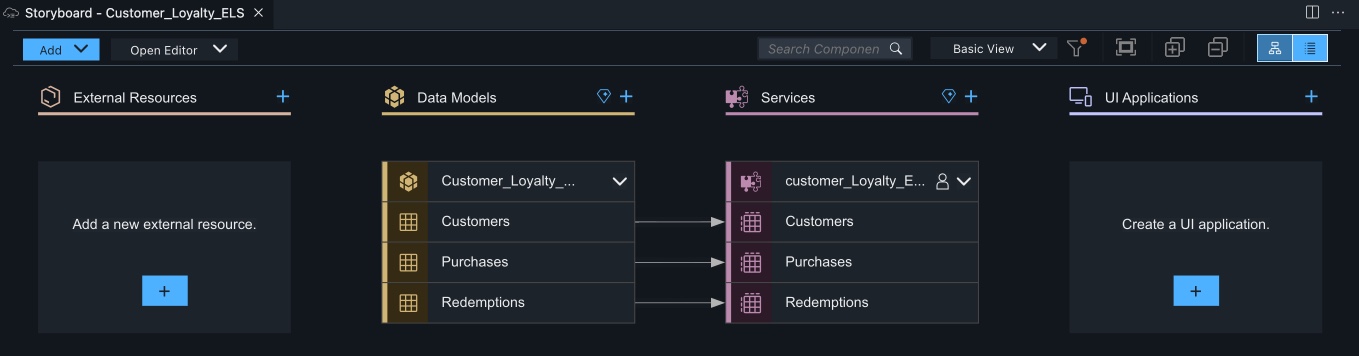 Storyboard - Customer_Loyalty_ELS
Add
Open Editor
Search Componen
Basic View
External Resources
Data Models
Services
UI Applications
Add a new external resource.
Customer_Loyalty_...
Customers
Purchases
Redemptions
customer_Loyalty_E...
Customers
Purchases
Redemptions
Create a UI application.